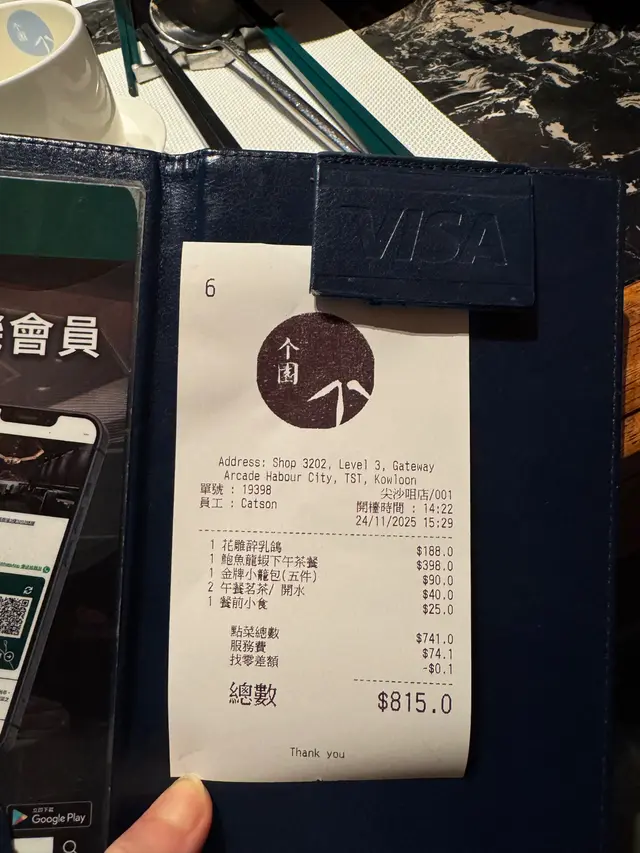 會員
立即下載
Google Play
VISA
6
个
園
Address: Shop 3202, Level 3, Gateway
Arcade Habour City, TST, Kowloon
單號 : 19398 尖沙咀店/001
員工 : Catson 開檯時間 : 14:22
24/11/2025 15:29
1 花雕醉乳鴿 $188.0
1 鮑魚龍蝦下午茶餐 $398.0
1 金牌小籠包(五件) $90.0
2 午餐茗茶/ 開水 $40.0
1 餐前小食 $25.0
點菜總數 $741.0
服務費 $74.1
找零差額 -$0.1
總數 $815.0
Thank you